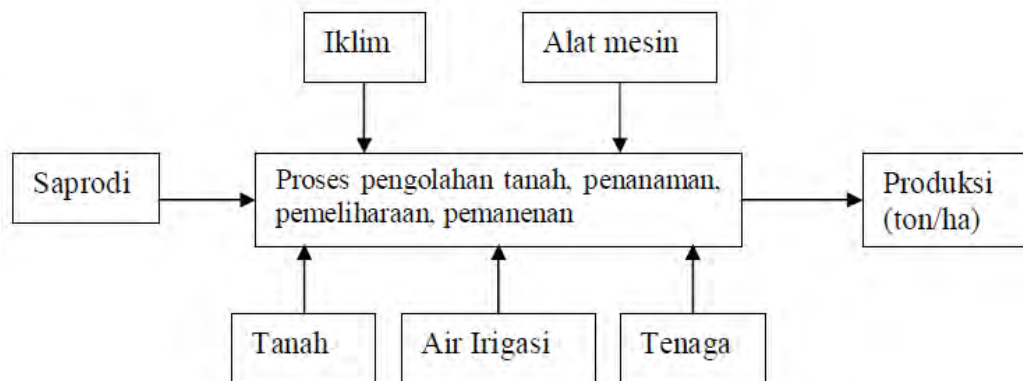 Iklim
Alat mesin
Saprodi
Proses pengolahan tanah, penanaman,
pemeliharaan, pemanenan
Produksi
(ton/ha)
Tanah
Air Irigasi
Tenaga